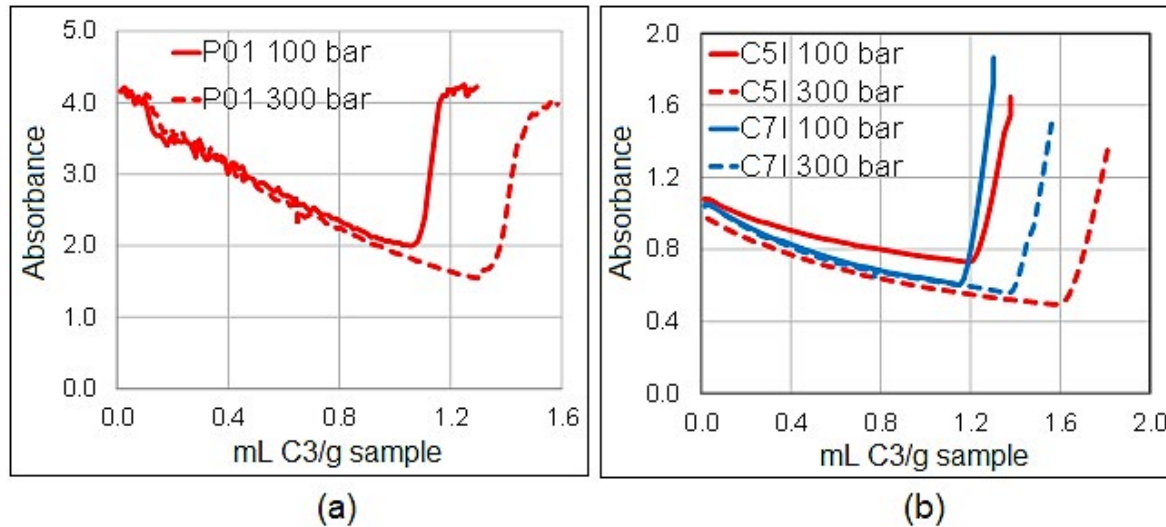 5.0
4.0
3.0
2.0
1.0
0.0
Absorbance
P01 100 bar
P01 300 bar
0.0 0.4 0.8 1.2 1.6
mL C3/g sample
(a)
2.0
1.6
1.2
0.8
0.4
0.0
Absorbance
C5I 100 bar
C5I 300 bar
C7I 100 bar
C7I 300 bar
0.0 0.4 0.8 1.2 1.6 2.0
mL C3/g sample
(b)